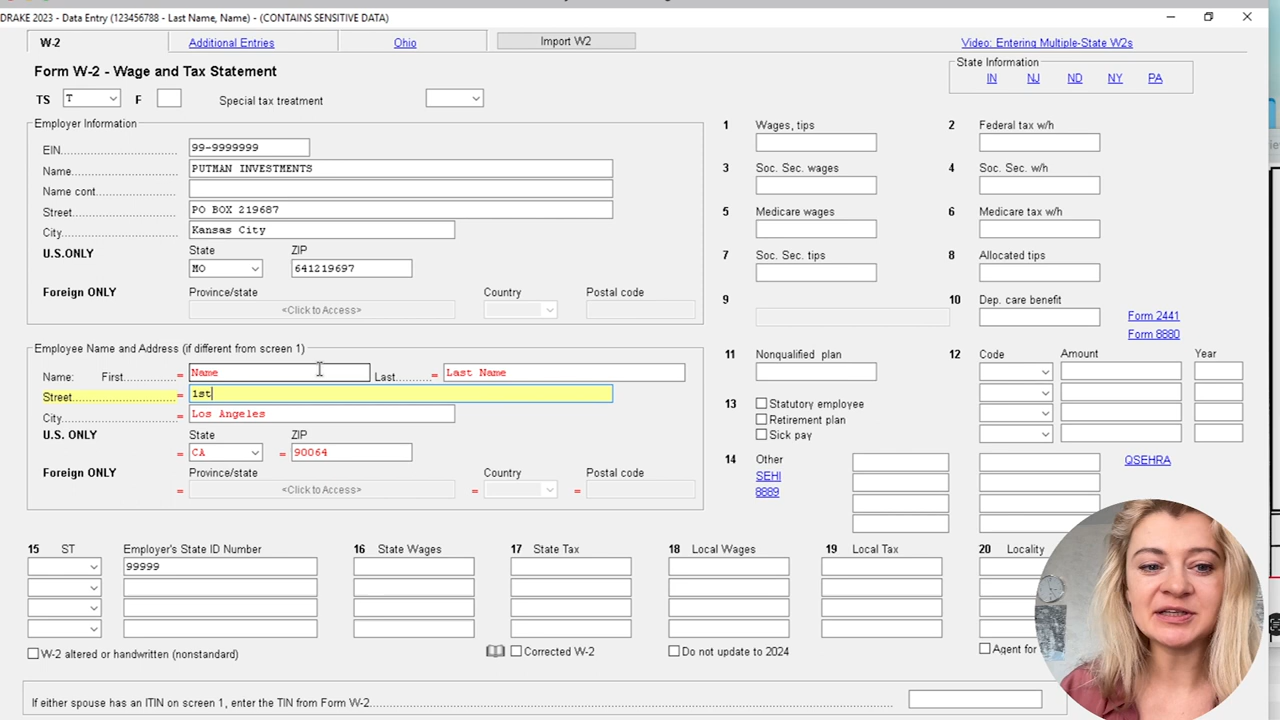 DRAKE 2023 - Data Entry (123456788 - Last Name, Name) - (CONTAINS SENSITIVE DATA)
W-2 Additional Entries Ohio Import W2 Video: Entering Multiple-State W2s
Form W-2 - Wage and Tax Statement
State Information
IN NJ ND NY PA
TS T F Special tax treatment
Employer Information
EIN 99-9999999
Name PUTMAN INVESTMENTS
Name cont
Street PO BOX 219687
City Kansas City
U.S.ONLY State ZIP
MO 641219697
Foreign ONLY Province/state Country Postal code
<Click to Access>
Employee Name and Address (if different from screen 1)
Name: First = Name Last = Last Name
Street = 1st
City = Los Angeles
U.S. ONLY State ZIP
= CA = 90064
Foreign ONLY Province/state Country Postal code
= <Click to Access> = =
1 Wages, tips 2 Federal tax w/h
3 Soc. Sec. wages 4 Soc. Sec. w/h
5 Medicare wages 6 Medicare tax w/h
7 Soc. Sec. tips 8 Allocated tips
9 10 Dep. care benefit
Form 2441
Form 8880
11 Nonqualified plan 12 Code Amount Year
13 Statutory employee
Retirement plan
Sick pay
14 Other QSEHRA
SEHI
8889
15 ST Employer's State ID Number 16 State Wages 17 State Tax 18 Local Wages 19 Local Tax 20 Locality
99999
W-2 altered or handwritten (nonstandard) Corrected W-2 Do not update to 2024 Agent for
If either spouse has an ITIN on screen 1, enter the TIN from Form W-2